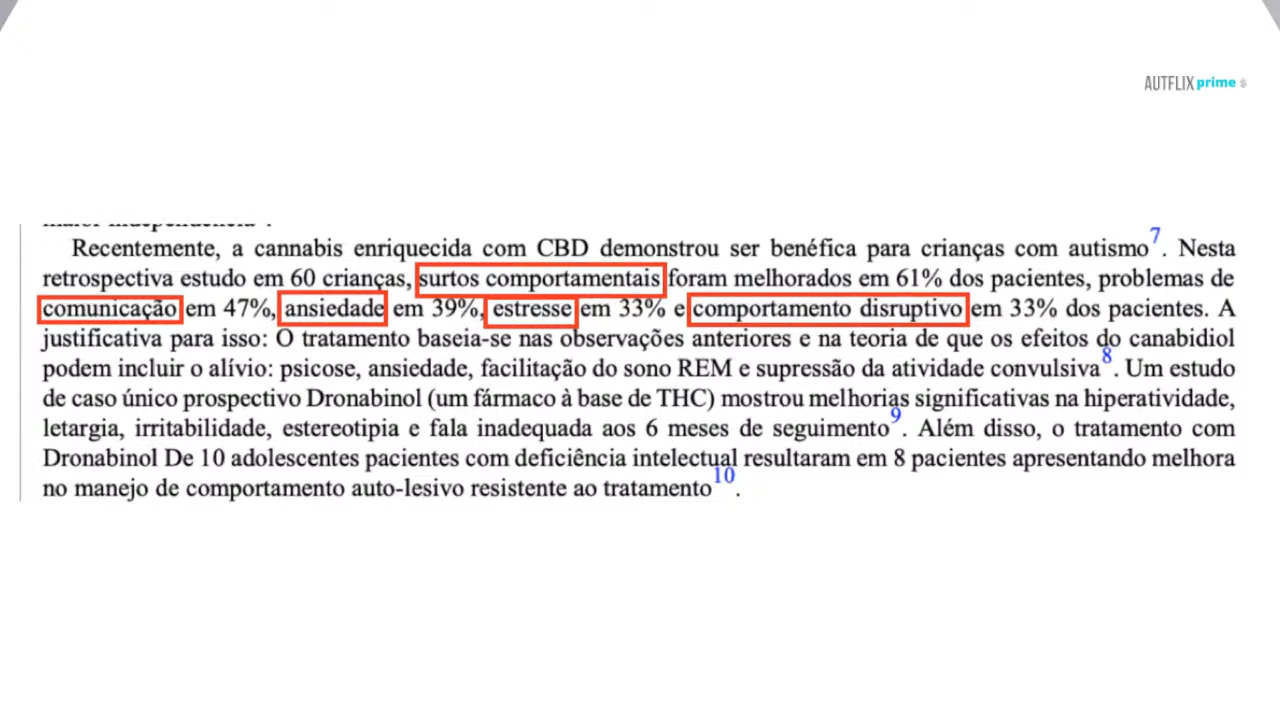 AUTFLIX prime
Recentemente, a cannabis enriquecida com CBD demonstrou ser benéfica para crianças com autismo7. Nesta
retrospectiva estudo em 60 crianças, surtos comportamentais foram melhorados em 61% dos pacientes, problemas de
comunicação em 47%, ansiedade em 39%, estresse em 33% e comportamento disruptivo em 33% dos pacientes. A
justificativa para isso: O tratamento baseia-se nas observações anteriores e na teoria de que os efeitos do canabidiol
podem incluir o alívio: psicose, ansiedade, facilitação do sono REM e supressão da atividade convulsiva8. Um estudo
de caso único prospectivo Dronabinol (um fármaco à base de THC) mostrou melhorias significativas na hiperatividade,
letargia, irritabilidade, estereotipia e fala inadequada aos 6 meses de seguimento9. Além disso, o tratamento com
Dronabinol De 10 adolescentes pacientes com deficiência intelectual resultaram em 8 pacientes apresentando melhora
no manejo de comportamento auto-lesivo resistente ao tratamento10.